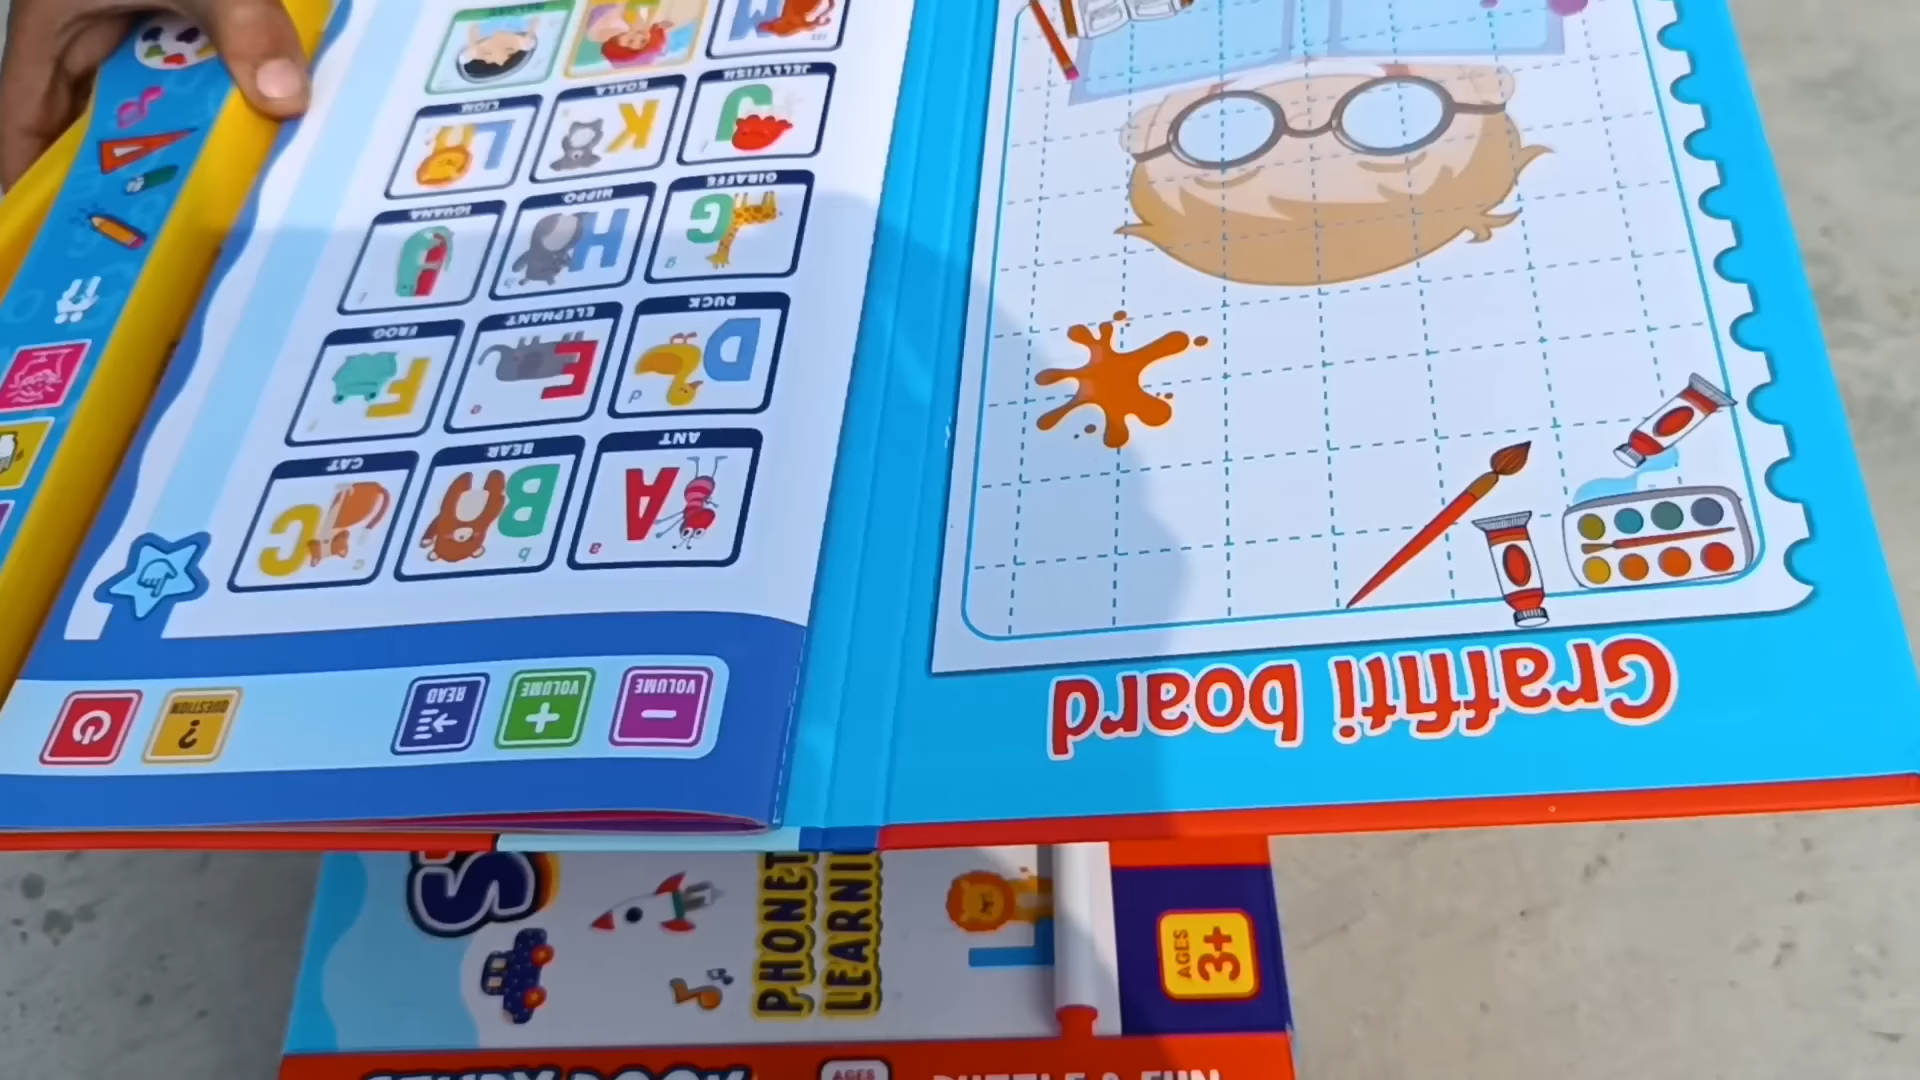 Graffiti board
VOLUME
VOLUME
READ
? QUESTION
A a ANT
B b BEAR
C c CAT
D d DUCK
E e ELEPHANT
F f FROG
G g GIRAFFE
H h HIPPO
I i IGUANA
J j JELLYFISH
K KOALA
L LION
M
PHONET
LEARNI
AGES
3+
AGES